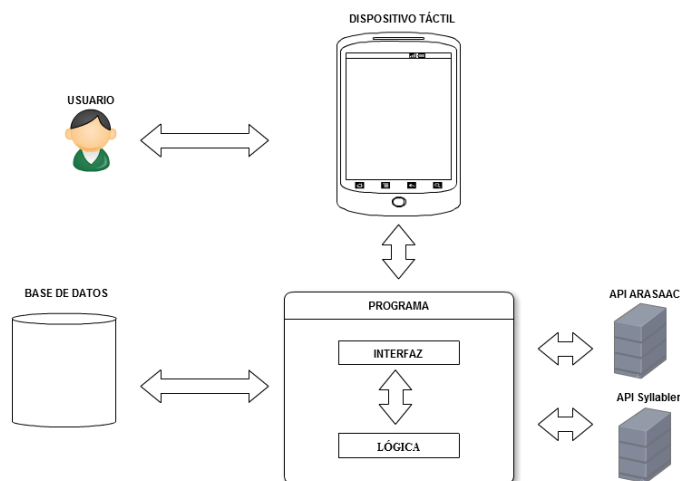 DISPOSITIVO TÁCTIL
USUARIO
BASE DE DATOS
PROGRAMA
INTERFAZ
LÓGICA
API ARASAAC
API Syllabler